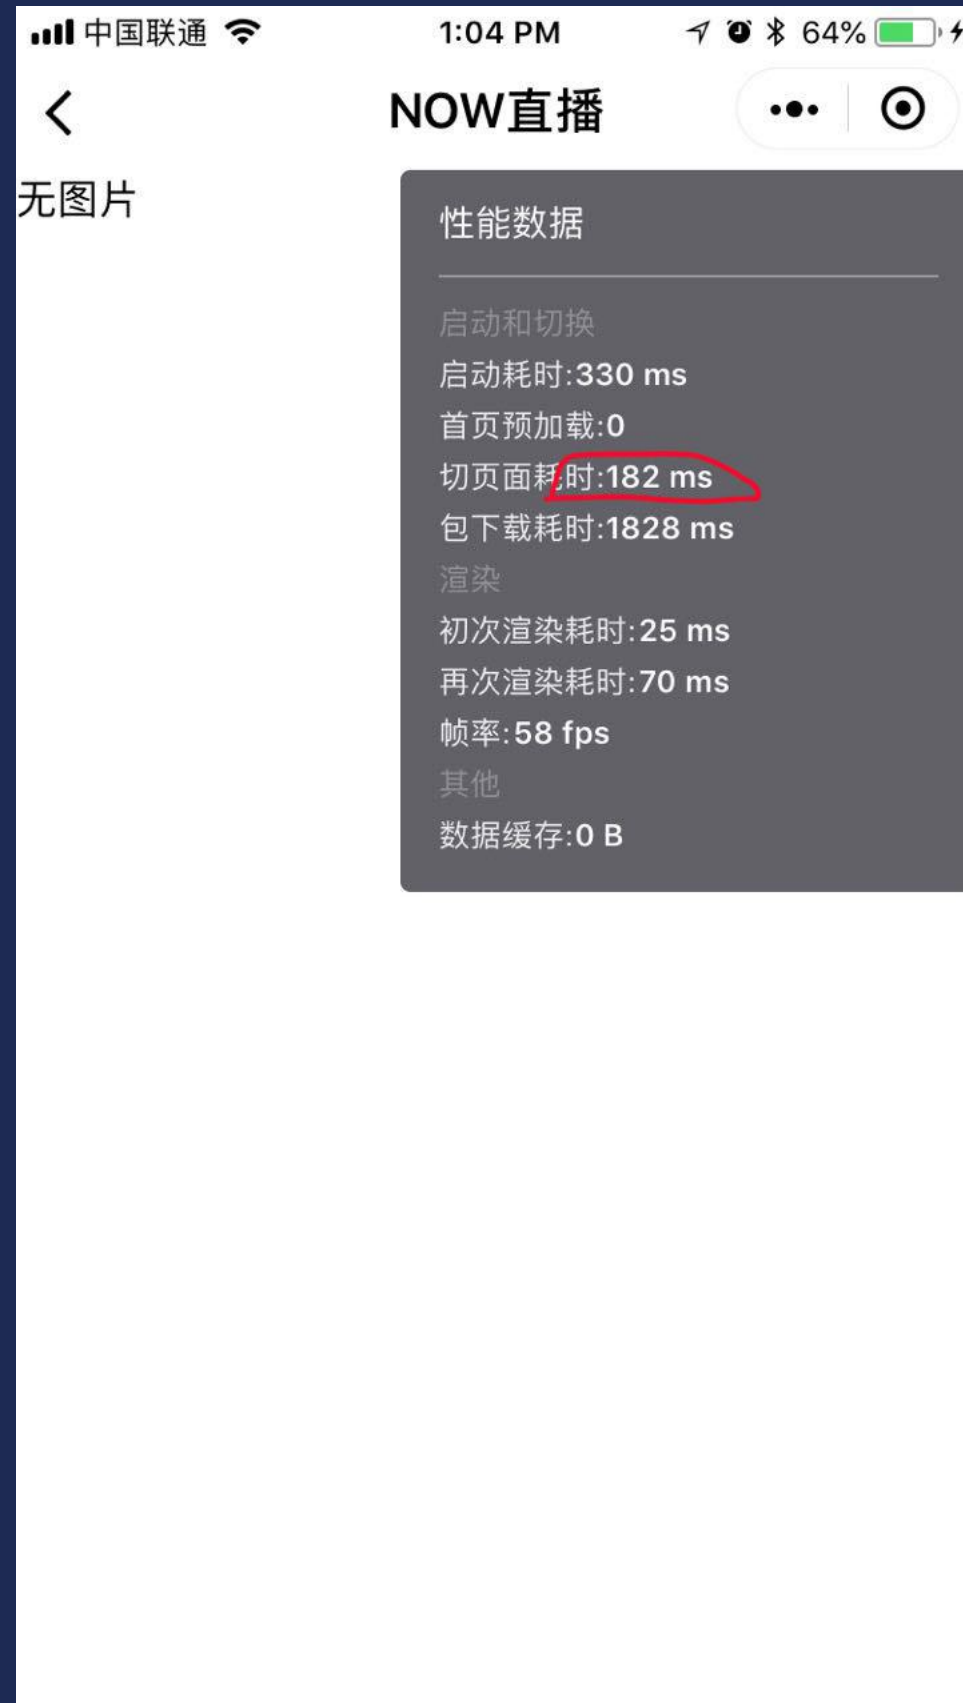 中国联通 1:04 PM 64%
NOW直播
无图片
性能数据
启动和切换
启动耗时:330 ms
首页预加载:0
切页面耗时:182 ms
包下载耗时:1828 ms
渲染
初次渲染耗时:25 ms
再次渲染耗时:70 ms
帧率:58 fps
其他
数据缓存:0 B